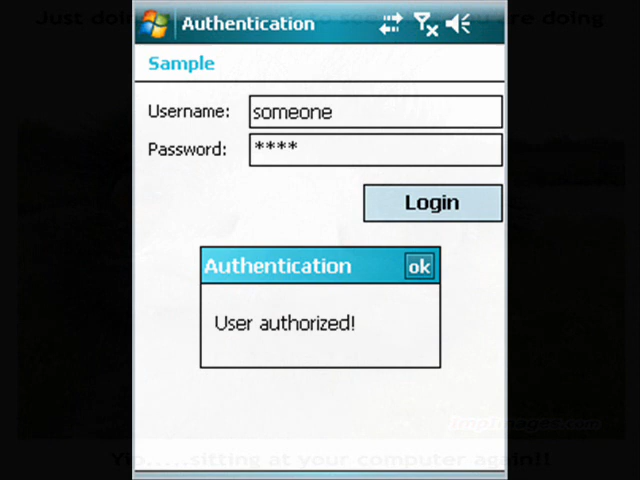 Authentication
Sample
Username: someone
Password: ****
Login
Authentication ok
User authorized!
sitting at your computer again!!